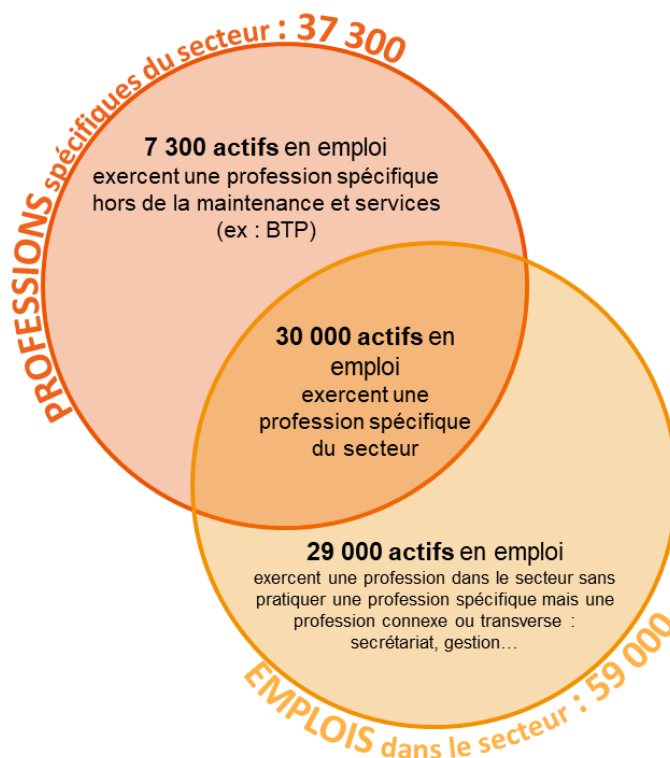 PROFESSIONS spécifiques du secteur : 37 300
7 300 actifs en emploi
exercent une profession spécifique
hors de la maintenance et services
(ex : BTP)
30 000 actifs en
emploi
exercent une
profession spécifique
du secteur
29 000 actifs en emploi
exercent une profession dans le secteur sans
pratiquer une profession spécifique mais une
profession connexe ou transverse :
secrétariat, gestion…
EMPLOIS dans le secteur : 59 000